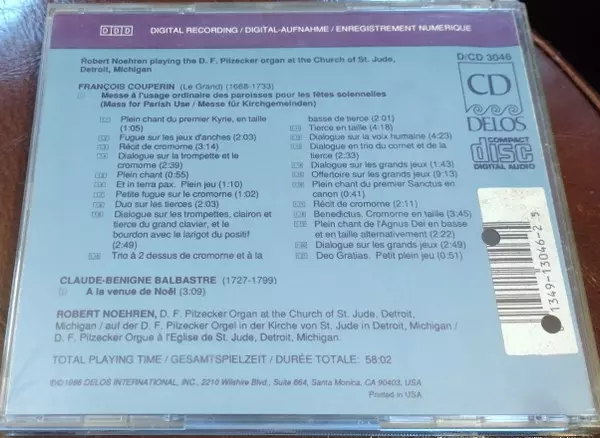 DDD DIGITAL RECORDING / DIGITAL-AUFNAHME / ENREGISTREMENT NUMERIQUE
Robert Noehren playing the D. F. Pilzecker organ at the Church of St. Jude,
Detroit, Michigan
D/CD 3046
CD
DELOS
COMPACT
disc
DIGITAL AUDIO
FRANÇOIS COUPERIN (Le Grand) (1668-1733)
Messe à l'usage ordinaire des paroisses pour les fêtes solennelles
(Mass for Parish Use / Messe für Kirchgemeinden)
Plein chant du premier Kyrie, en taille
(1:05)
Fugue sur les jeux d'anches (2:03)
Récit de cromorne (3:14)
Dialogue sur la trompette et le
cromorne (2:39)
Plein chant (0:55)
Et in terra pax. Plein jeu (1:10)
Petite fugue sur le cromorne (1:02)
Duo sur les tierces (2:03)
Dialogue sur les trompettes, clairon et
tierce du grand clavier, et le
bourdon avec le larigot du positif
(2:49)
Trio à 2 dessus de cromorne et à la
basse de tierce (2:01)
Tierce en taille (4:18)
Dialogue sur la voix humaine (4:23)
Dialogue en trio du cornet et de la
tierce (2:33)
Dialogue sur les grands jeux (1:43)
Offertoire sur les grands jeux (9:13)
Plein chant du premier Sanctus en
canon (0:41)
Récit de cromorne (2:11)
Benedictus. Cromorne en taille (3:45)
Plein chant de l'Agnus Dei en basse
et en taille alternativement (2:22)
Dialogue sur les grands jeux (2:49)
Deo Gratias. Petit plein jeu (0:51)
CLAUDE-BENIGNE BALBASTRE (1727-1799)
A la venue de Noël (3:09)
ROBERT NOEHREN, D. F. Pilzecker Organ at the Church of St. Jude, Detroit,
Michigan / auf der D. F. Pilzecker Orgel in der Kirche von St. Jude in Detroit, Michigan /
D. F. Pilzecker Orgue à l'Eglise de St. Jude, Detroit, Michigan.
TOTAL PLAYING TIME / GESAMTSPIELZEIT / DURÉE TOTALE: 58:02
©1986 DELOS INTERNATIONAL, INC., 2210 Wilshire Blvd., Suite 664, Santa Monica, CA 90403, USA
Printed in USA
0 1349-13046-2 5